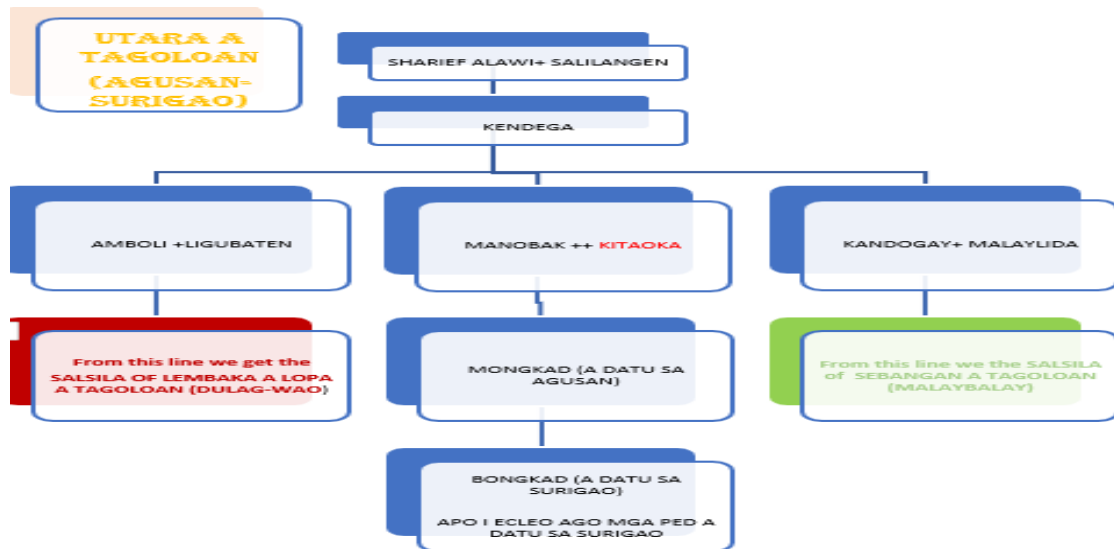 UTARA A
TAGOLOAN
(AGUSAN-
SURIGAO)
SHARIEF ALAWI+ SALILANGEN
KENDEGA
AMBOLI +LIGUBATEN
MANOBAK ++ KITAOKA
KANDOGAY+ MALAYLIDA
From this line we get the
SALSILA OF LEMBAKA A LOPA
A TAGOLOAN (DULAG-WAO)
MONGKAD (A DATU SA
AGUSAN)
From this line we the SALSILA
of SEBANGAN A TAGOLOAN
(MALAYBALAY)
BONGKAD (A DATU SA
SURIGAO)
APO I ECLEO AGO MGA PED A
DATU SA SURIGAO